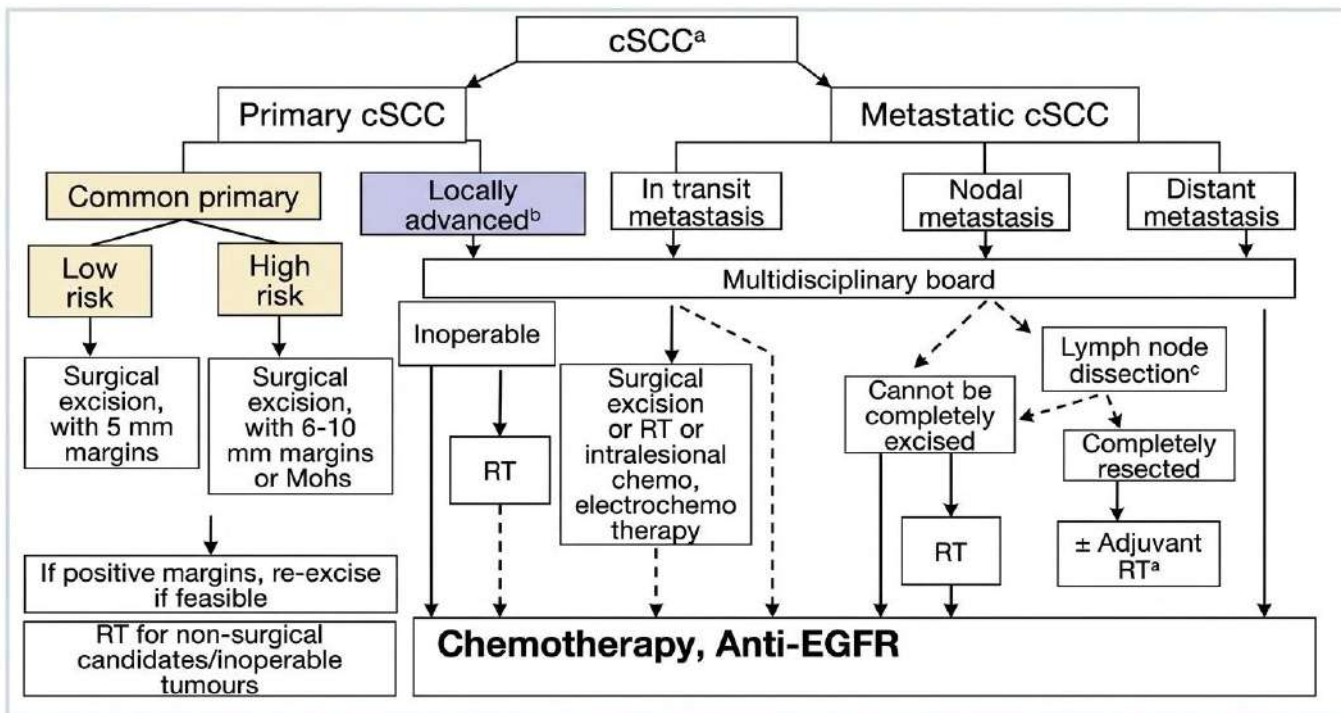 cSCCᵃ
Primary cSCC
Metastatic cSCC
Common primary
Locally
advancedᵇ
In transit
metastasis
Nodal
metastasis
Distant
metastasis
Low
risk
High
risk
Multidisciplinary board
Inoperable
Surgical
excision,
with 5 mm
margins
Surgical
excision,
with 6-10
mm margins
or Mohs
RT
Surgical
excision
or RT or
intralesional
chemo,
electrochemo
therapy
Cannot be
completely
excised
Lymph node
dissectionᶜ
Completely
resected
RT
± Adjuvant
RTᵃ
If positive margins, re-excise
if feasible
RT for non-surgical
candidates/inoperable
tumours
Chemotherapy, Anti-EGFR